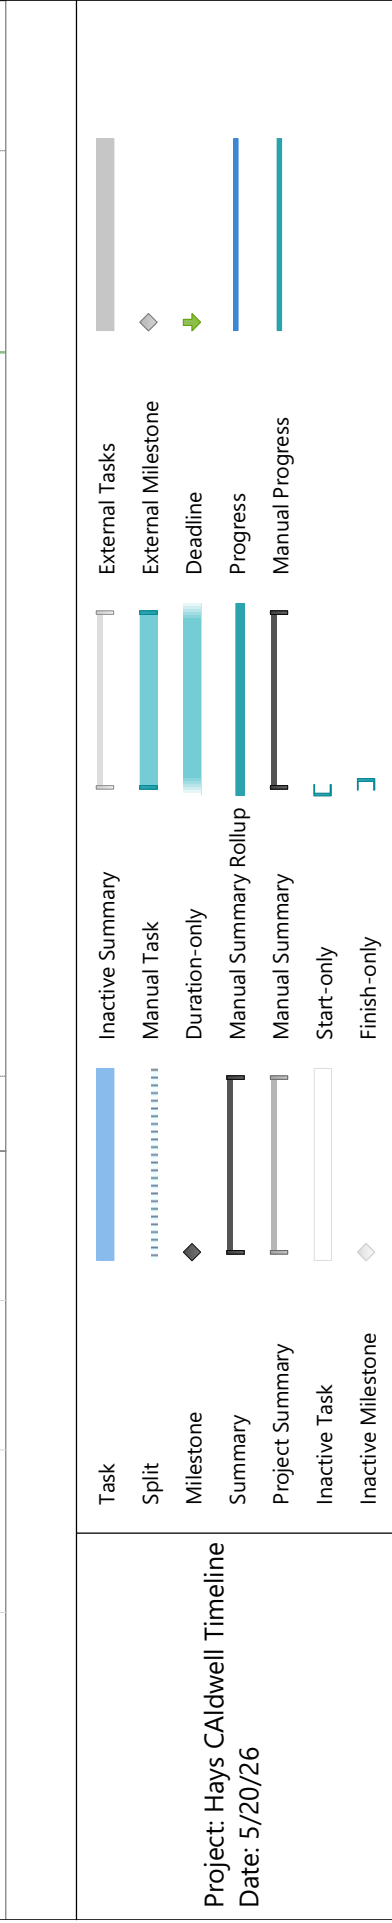 Project: Hays CAldwell Timeline
Date: 5/20/26
Task
Split
Milestone
Summary
Project Summary
Inactive Task
Inactive Milestone
Inactive Summary
Manual Task
Duration-only
Manual Summary Rollup
Manual Summary
Start-only
Finish-only
External Tasks
External Milestone
Deadline
Progress
Manual Progress